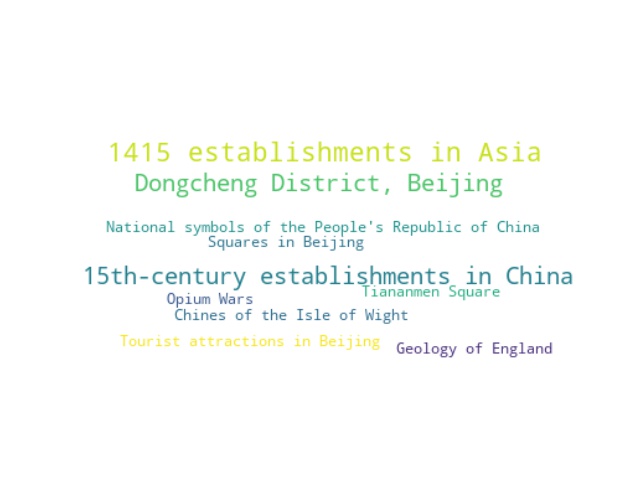 1415 establishments in Asia
Dongcheng District, Beijing
National symbols of the People's Republic of China
Squares in Beijing
15th-century establishments in China
Tiananmen Square
Opium Wars
Chines of the Isle of Wight
Tourist attractions in Beijing
Geology of England